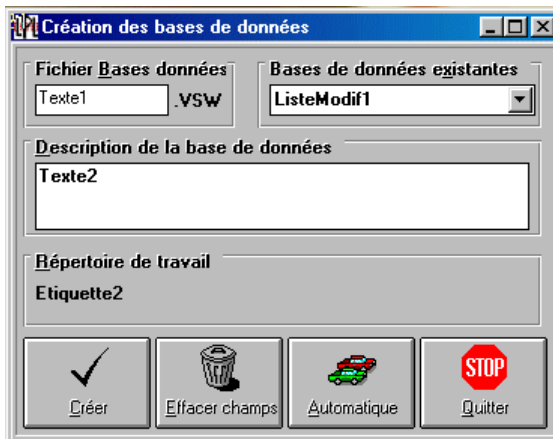 Création des bases de données
Fichier Bases données
Bases de données existantes
Texte1 .VSW
ListeModif1
Description de la base de données
Texte2
Répertoire de travail
Etiquette2
STOP
Créer Effacer champs Automatique Quitter